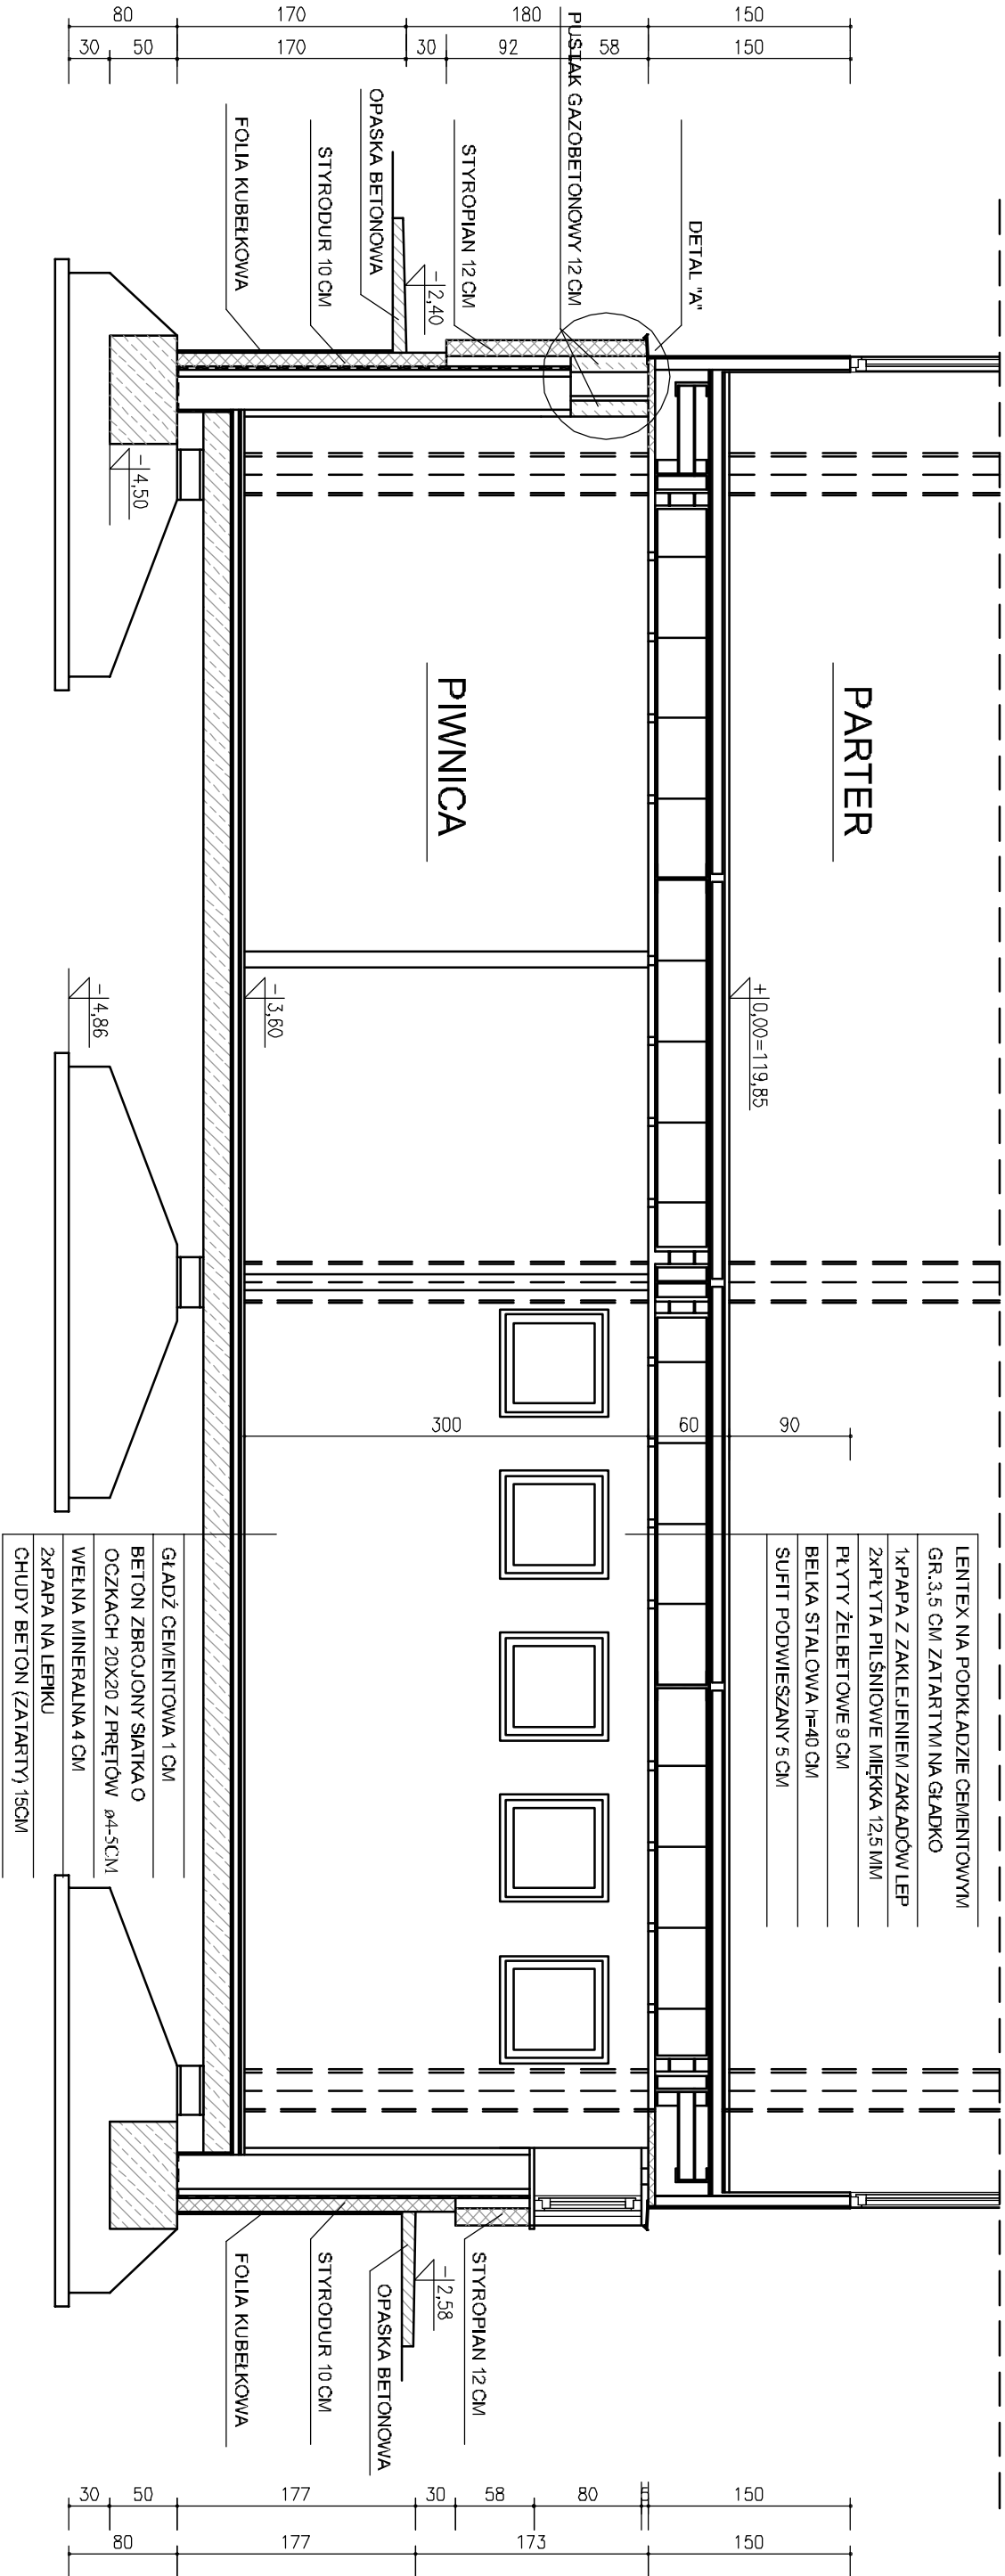 80
170
180
150
30
50
170
30
92
58
150
PUSTAK GAZOBETONOWY 12 CM
DETAL "A"
STYROPIAN 12 CM
OPASKA BETONOWA
STYRODUR 10 CM
FOLIA KUBEŁKOWA
-2,40
-4,50
PARTER
PIWNICA
+0,00=119,85
-3,60
-4,86
300
60
90
LENTEX NA PODKŁADZIE CEMENTOWYM
GR.3,5 CM ZATARTYM NA GŁADKO
1xPAPA Z ZAKLEJENIEM ZAKŁADÓW LEP
2xPŁYTA PILŚNIOWE MIĘKKA 12,5 MM
PŁYTY ŻELBETOWE 9 CM
BELKA STALOWA h=40 CM
SUFIT PODWIESZANY 5 CM
GŁADŹ CEMENTOWA 1 CM
BETON ZBROJONY SIATKA O
OCZKACH 20X20 Z PRĘTÓW ø4-5CM
WEŁNA MINERALNA 4 CM
2xPAPA NA LEPIKU
CHUDY BETON (ZATARTY) 15CM
STYROPIAN 12 CM
-2,58
OPASKA BETONOWA
STYRODUR 10 CM
FOLIA KUBEŁKOWA
30
50
177
30
58
80
5
150
80
177
173
150